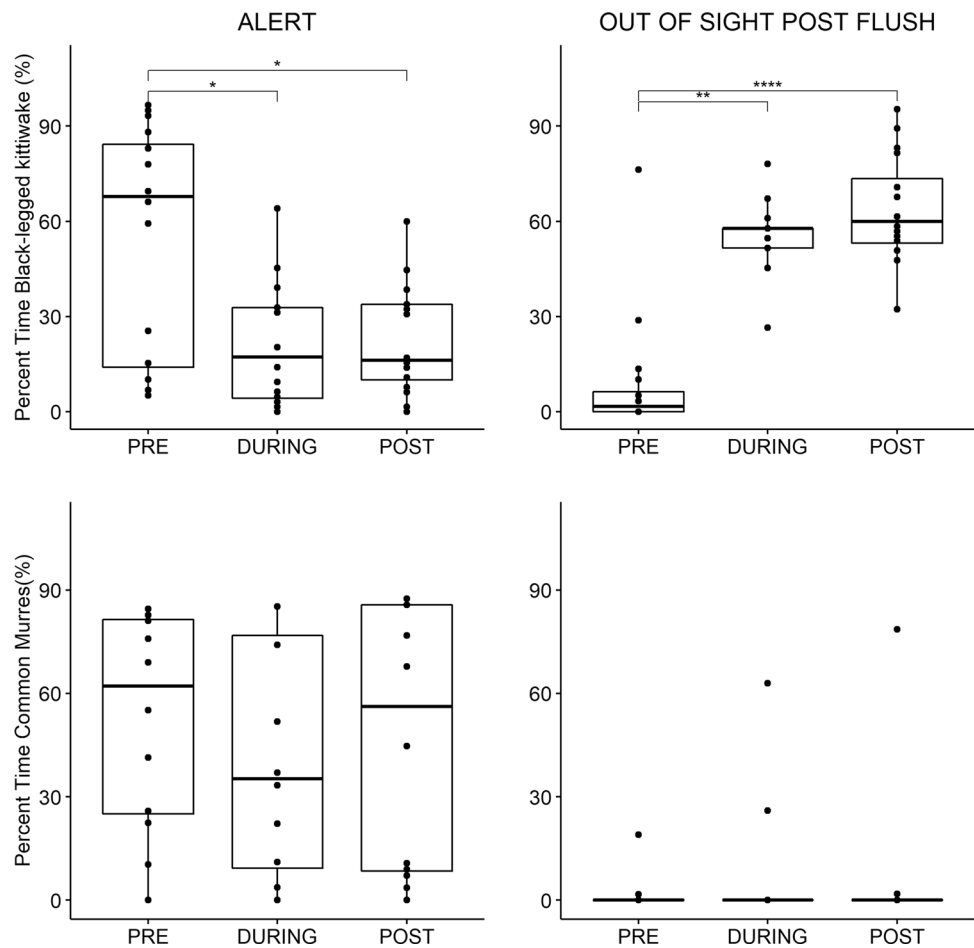 ALERT
OUT OF SIGHT POST FLUSH
Percent Time Black-legged kittiwake (%)
90
60
30
0
*
*
PRE
DURING
POST
90
60
30
0
****
**
PRE
DURING
POST
Percent Time Common Murres(%)
90
60
30
0
PRE
DURING
POST
90
60
30
0
PRE
DURING
POST